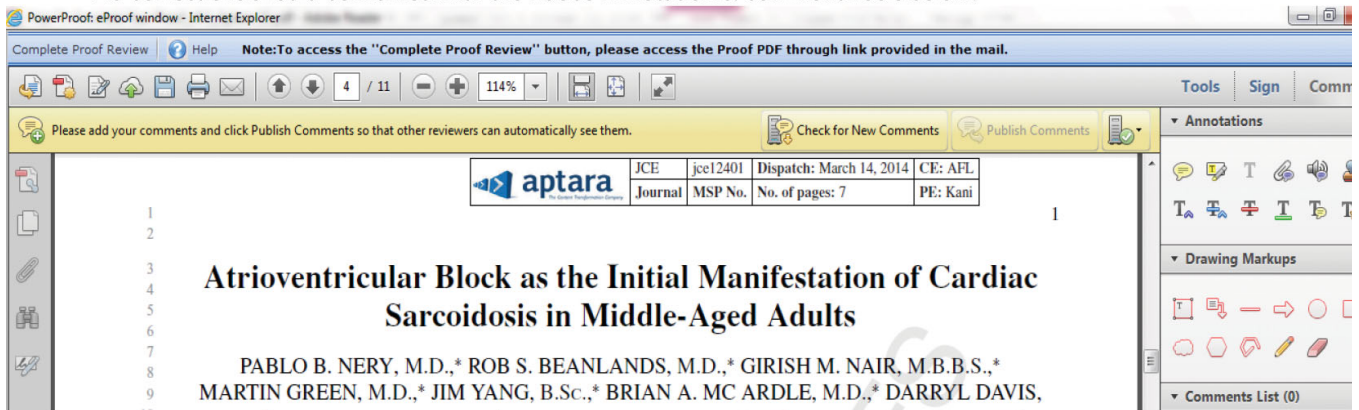 PowerProof: eProof window - Internet Explorer
Complete Proof Review Help Note:To access the "Complete Proof Review" button, please access the Proof PDF through link provided in the mail.
4 / 11 114% Tools Sign Comm
Please add your comments and click Publish Comments so that other reviewers can automatically see them. Check for New Comments Publish Comments
Annotations
aptara
The Content Transformation Company
JCE jce12401 Dispatch: March 14, 2014 CE: AFL
Journal MSP No. No. of pages: 7 PE: Kani
1 1
2
3
Atrioventricular Block as the Initial Manifestation of Cardiac
4
5
Sarcoidosis in Middle-Aged Adults
6
7
8 PABLO B. NERY, M.D.,* ROB S. BEANLANDS, M.D.,* GIRISH M. NAIR, M.B.B.S.,*
9 MARTIN GREEN, M.D.,* JIM YANG, B.Sc.,* BRIAN A. MC ARDLE, M.D.,* DARRYL DAVIS,
Drawing Markups
Comments List (0)